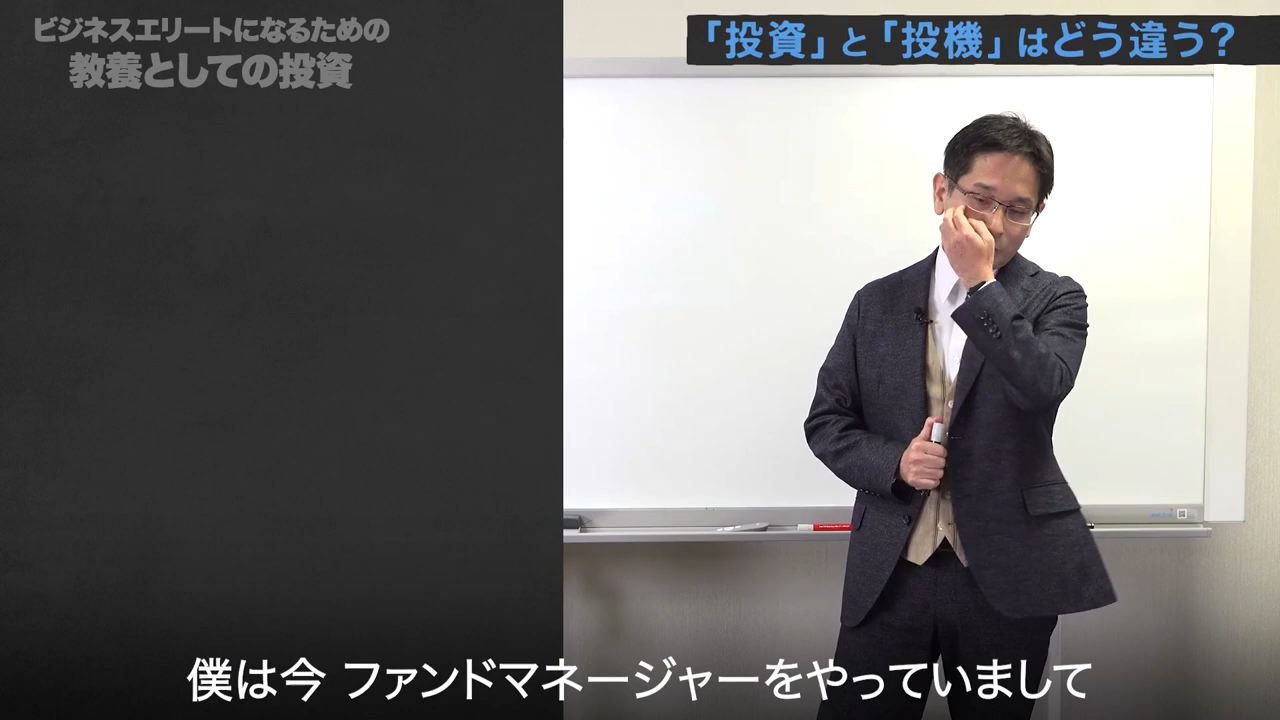 ビジネスエリートになるための
教養としての投資
「投資」と「投機」はどう違う?
僕は今 ファンドマネージャーをやっていまして